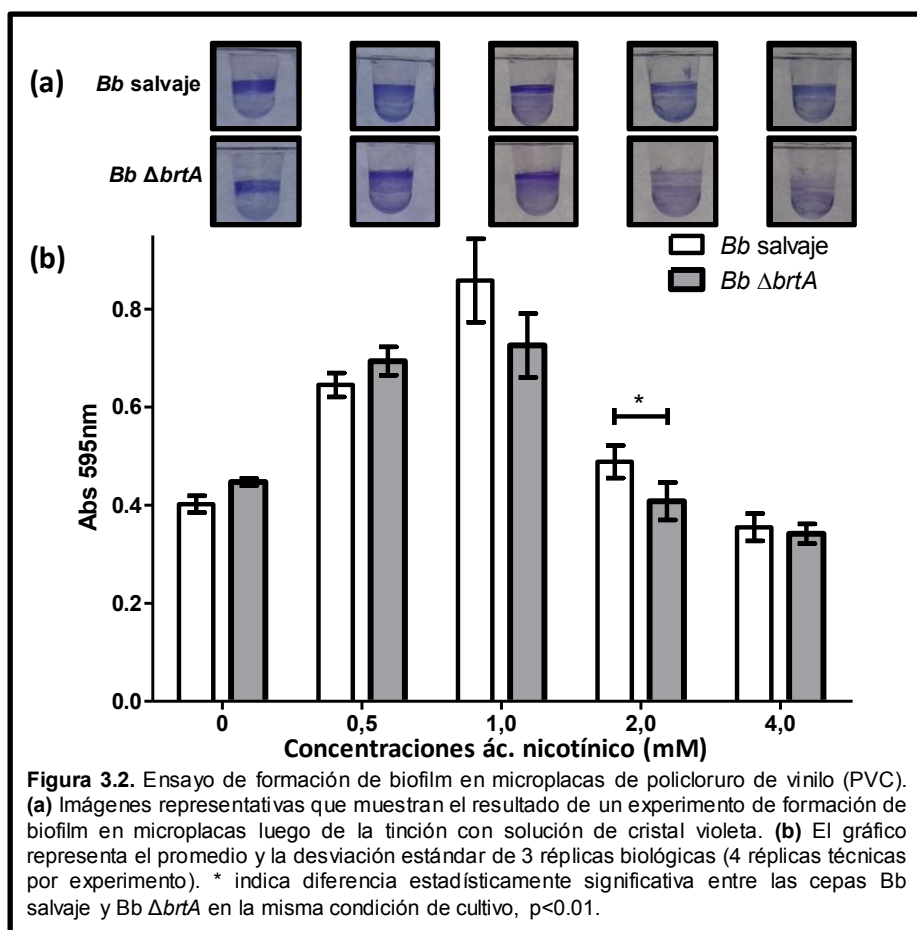 (a)
Bb salvaje
Bb ΔbrtA
(b)
Bb salvaje
Bb ΔbrtA
Abs 595nm
0.8
0.6
0.4
0.2
0.0
*
0 0,5 1,0 2,0 4,0
Concentraciones ác. nicotínico (mM)
Figura 3.2. Ensayo de formación de biofilm en microplacas de policloruro de vinilo (PVC).
(a) Imágenes representativas que muestran el resultado de un experimento de formación de
biofilm en microplacas luego de la tinción con solución de cristal violeta. (b) El gráfico
representa el promedio y la desviación estándar de 3 réplicas biológicas (4 réplicas técnicas
por experimento). * indica diferencia estadísticamente significativa entre las cepas Bb
salvaje y Bb ΔbrtA en la misma condición de cultivo, p<0.01.